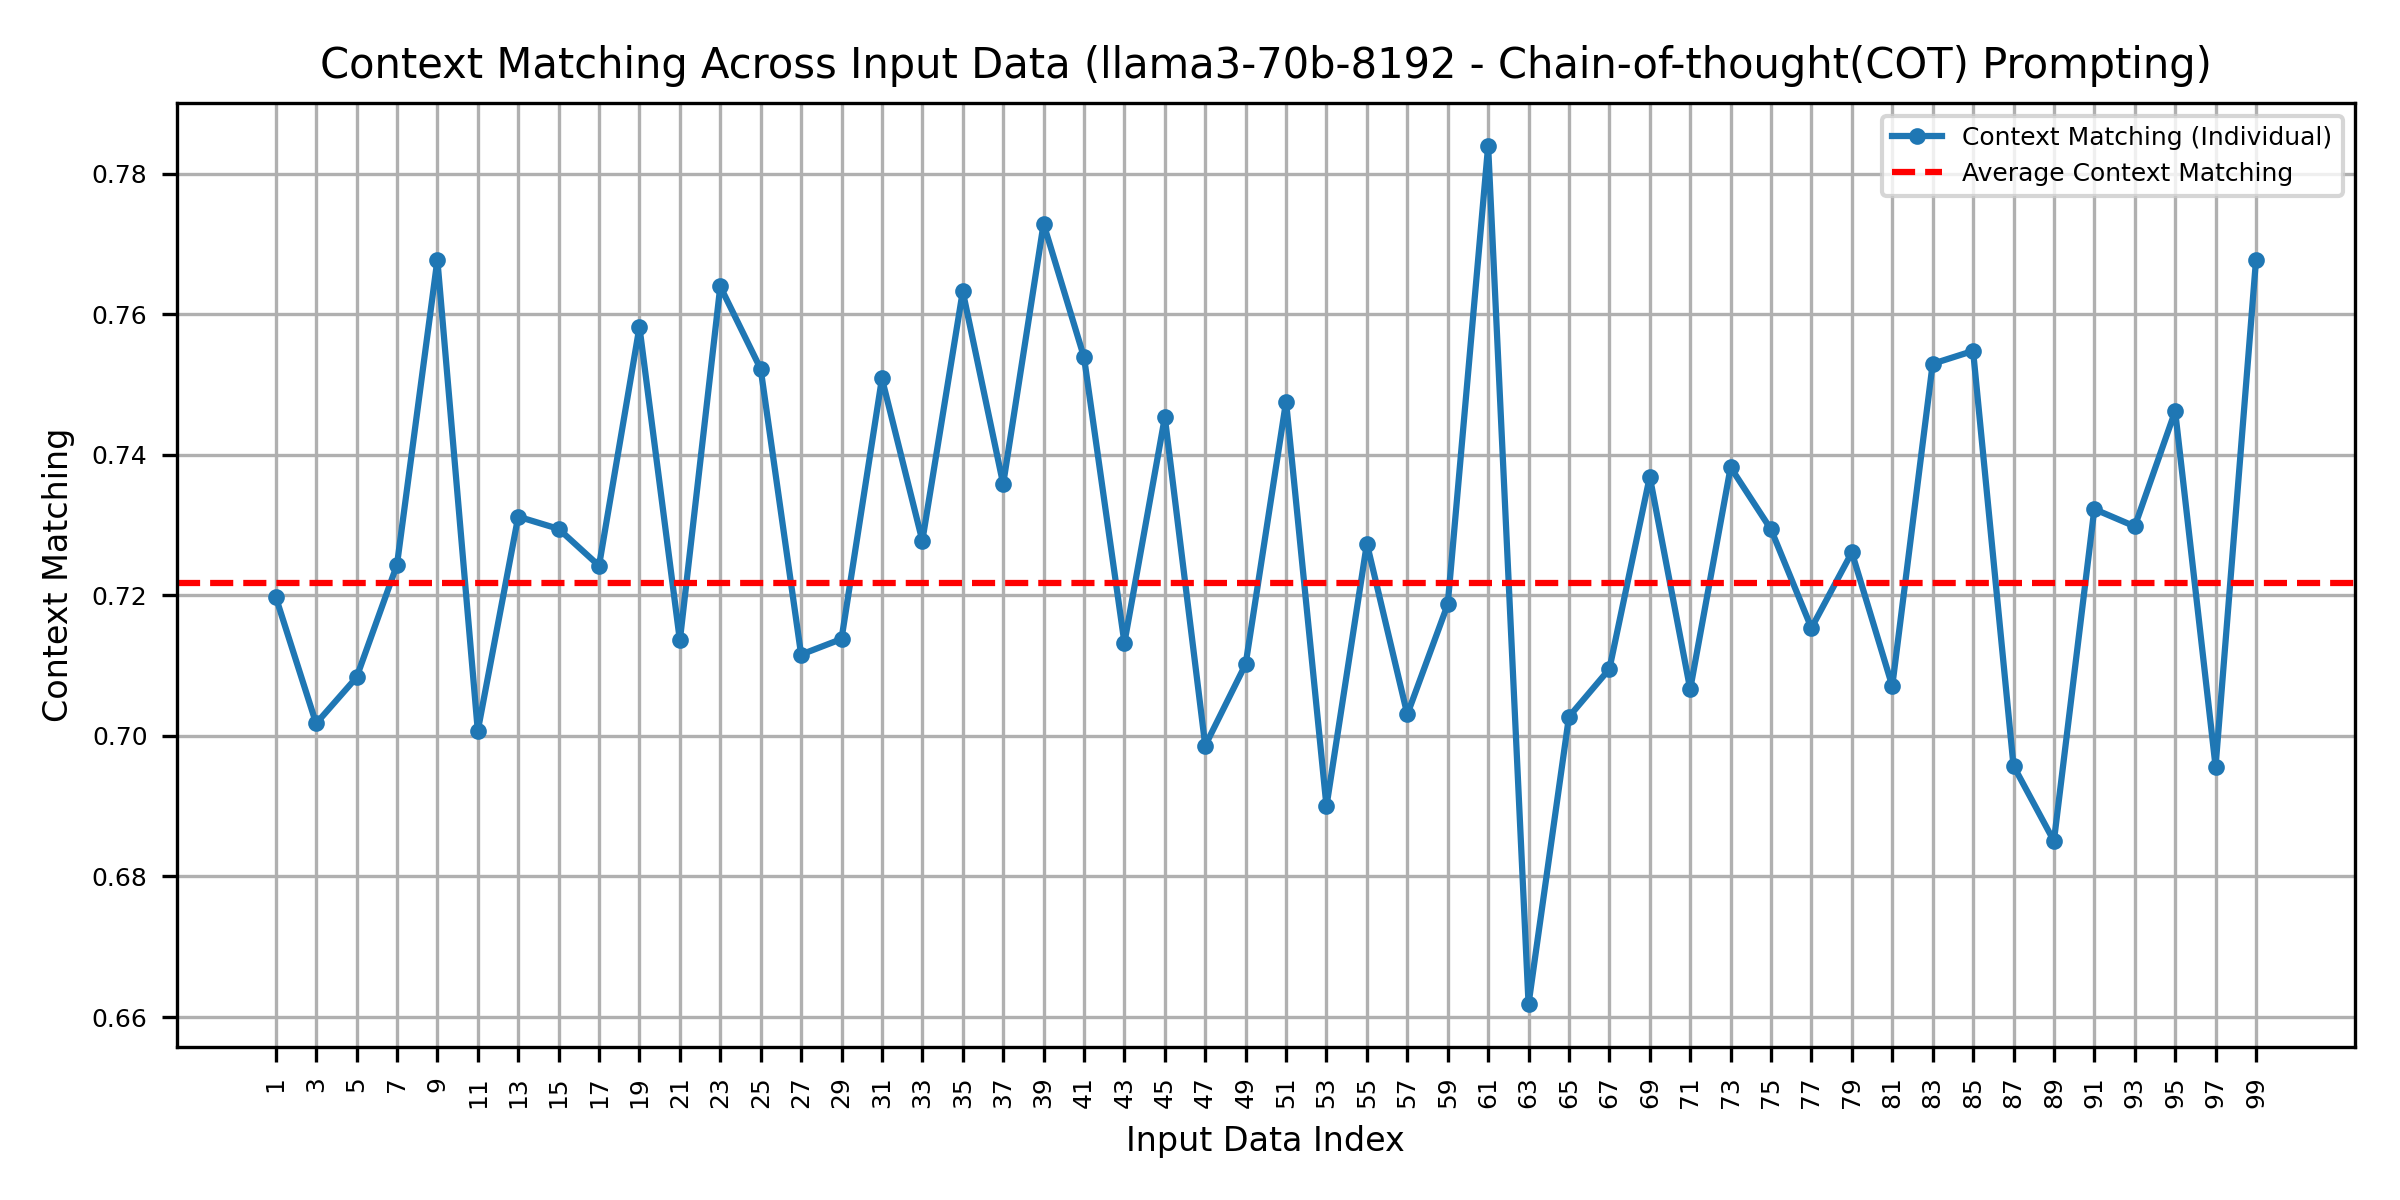 Context Matching Across Input Data (llama3-70b-8192 - Chain-of-thought(COT) Prompting)
Context Matching (Individual)
Average Context Matching
Context Matching
0.78
0.76
0.74
0.72
0.70
0.68
0.66
1 3 5 7 9 11 13 15 17 19 21 23 25 27 29 31 33 35 37 39 41 43 45 47 49 51 53 55 57 59 61 63 65 67 69 71 73 75 77 79 81 83 85 87 89 91 93 95 97 99
Input Data Index